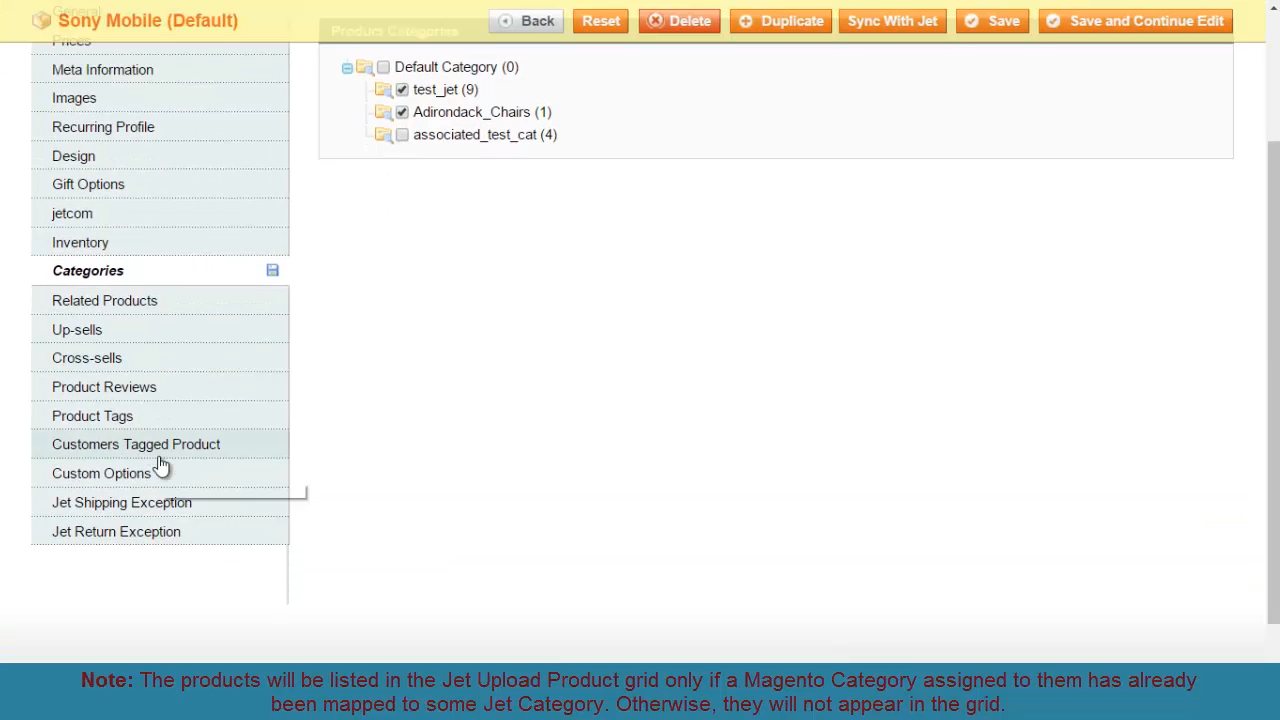 Sony Mobile (Default)
Back
Reset
Delete
Duplicate
Sync With Jet
Save
Save and Continue Edit
General
Prices
Meta Information
Images
Recurring Profile
Design
Gift Options
jetcom
Inventory
Categories
Related Products
Up-sells
Cross-sells
Product Reviews
Product Tags
Customers Tagged Product
Custom Options
Jet Shipping Exception
Jet Return Exception
Product Categories
Default Category (0)
test_jet (9)
Adirondack_Chairs (1)
associated_test_cat (4)
Note: The products will be listed in the Jet Upload Product grid only if a Magento Category assigned to them has already
been mapped to some Jet Category. Otherwise, they will not appear in the grid.